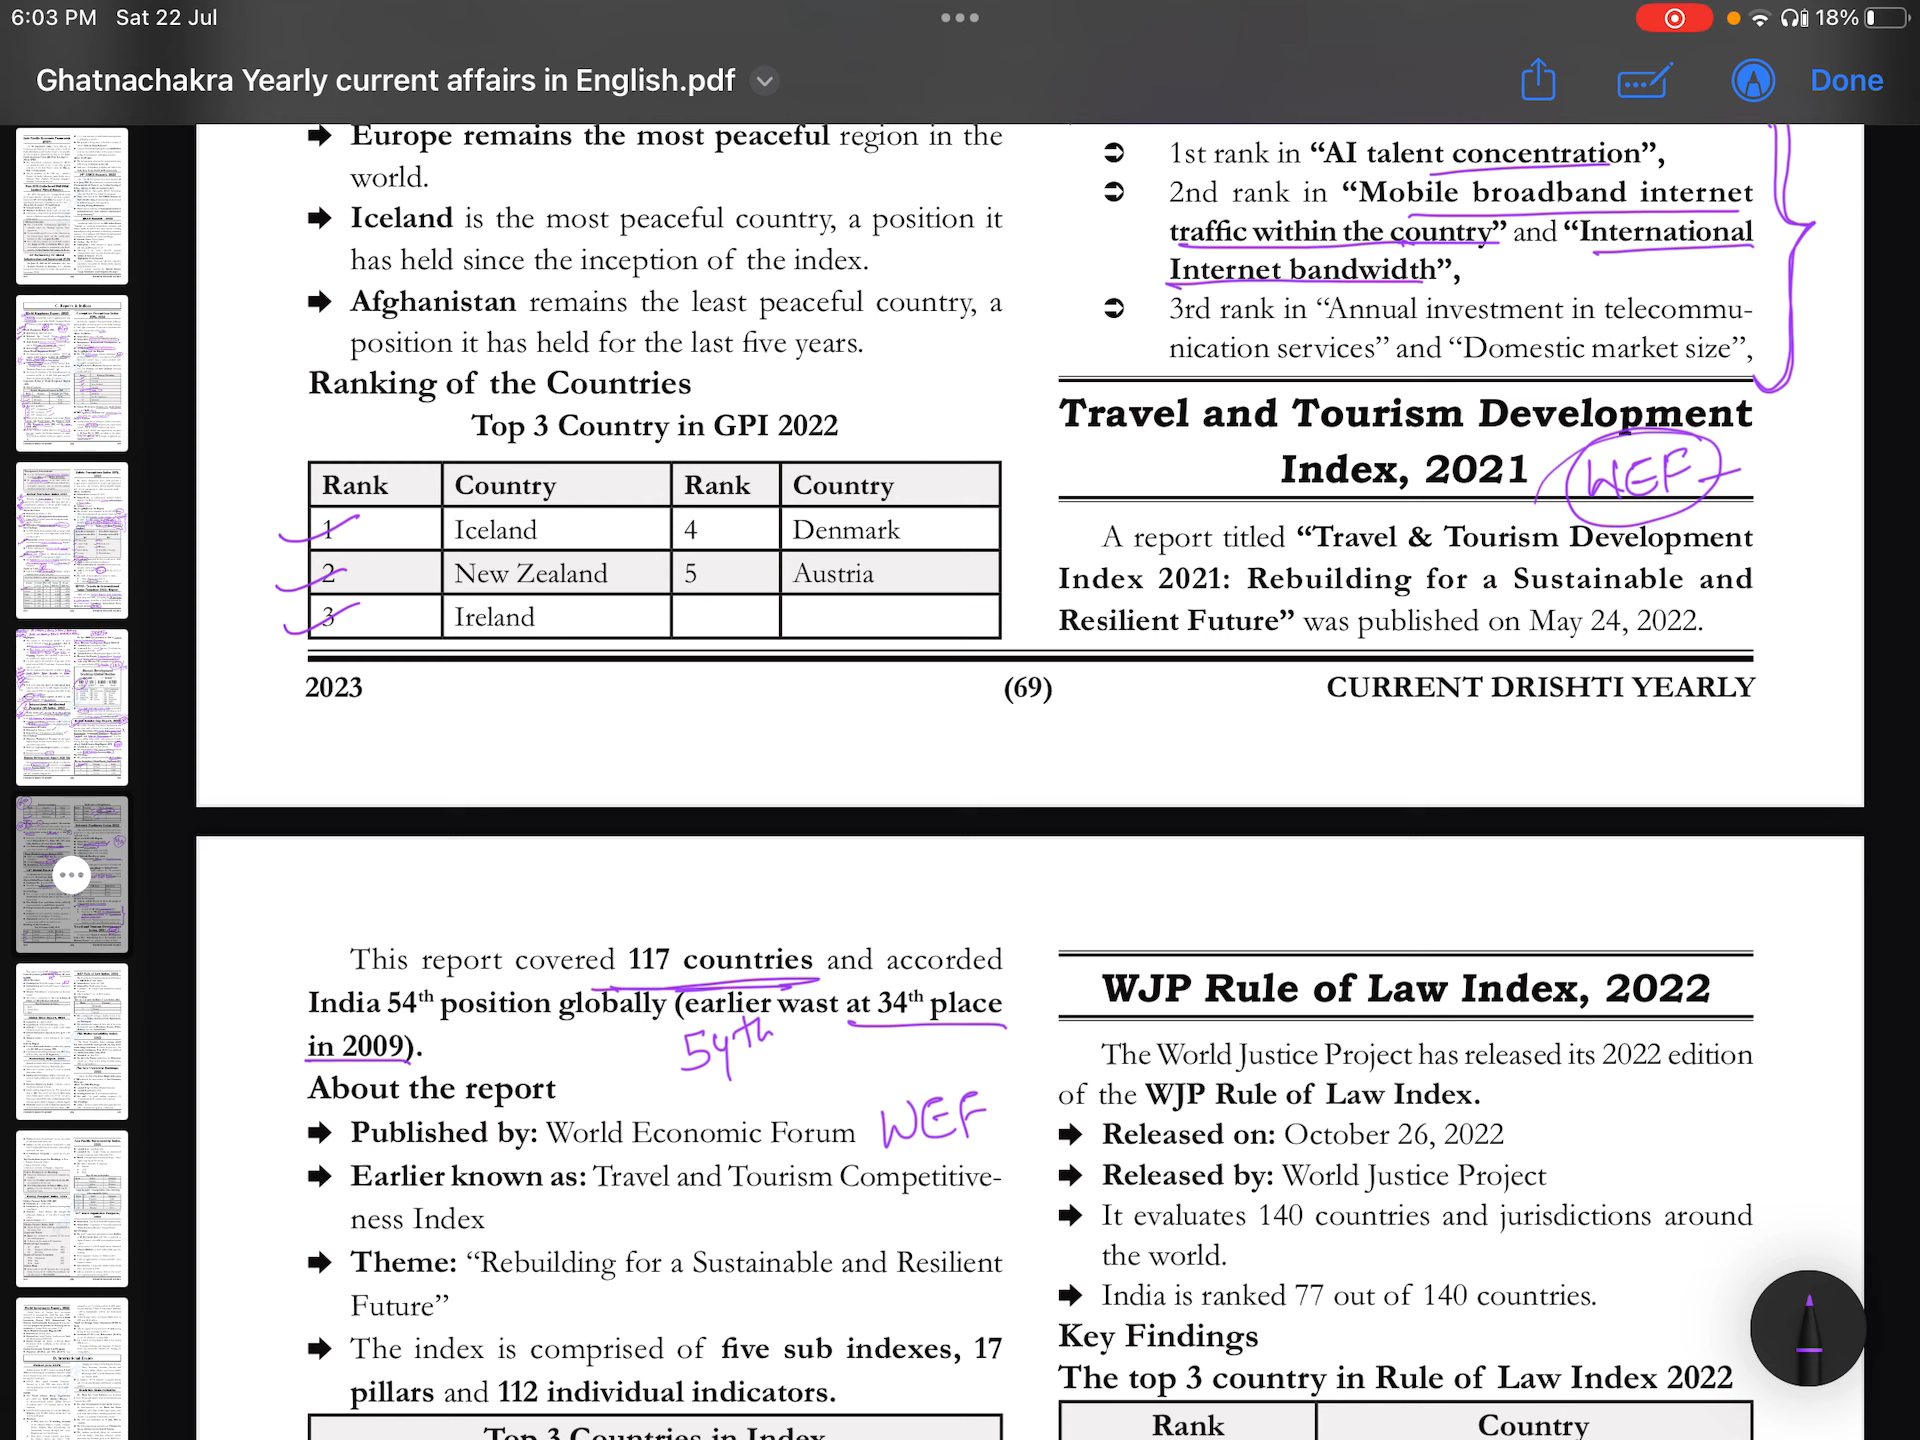 6:03 PM Sat 22 Jul
18%
Ghatnachakra Yearly current affairs in English.pdf
Done
Europe remains the most peaceful region in the
world.
Iceland is the most peaceful country, a position it
has held since the inception of the index.
Afghanistan remains the least peaceful country, a
position it has held for the last five years.
Ranking of the Countries
Top 3 Country in GPI 2022
Rank Country Rank Country
1 Iceland 4 Denmark
2 New Zealand 5 Austria
3 Ireland
1st rank in “AI talent concentration”,
2nd rank in “Mobile broadband internet
traffic within the country” and “International
Internet bandwidth”,
3rd rank in “Annual investment in telecommu-
nication services” and “Domestic market size”,
Travel and Tourism Development
Index, 2021
WEF
A report titled “Travel & Tourism Development
Index 2021: Rebuilding for a Sustainable and
Resilient Future” was published on May 24, 2022.
2023 (69) CURRENT DRISHTI YEARLY
This report covered 117 countries and accorded
India 54th position globally (earlier wast at 34th place
in 2009).
54th
About the report
Published by: World Economic Forum
WEF
Earlier known as: Travel and Tourism Competitive-
ness Index
Theme: “Rebuilding for a Sustainable and Resilient
Future”
The index is comprised of five sub indexes, 17
pillars and 112 individual indicators.
Top 3 Countries in Index
WJP Rule of Law Index, 2022
The World Justice Project has released its 2022 edition
of the WJP Rule of Law Index.
Released on: October 26, 2022
Released by: World Justice Project
It evaluates 140 countries and jurisdictions around
the world.
India is ranked 77 out of 140 countries.
Key Findings
The top 3 country in Rule of Law Index 2022
Rank Country